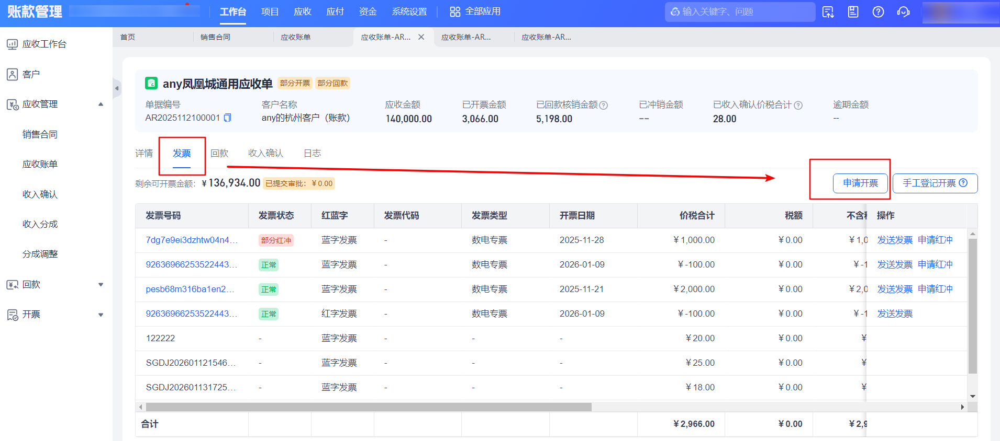 账款管理
工作台 项目 应收 应付 资金 系统设置 全部应用 输入关键字、问题
首页 销售合同 应收账单 应收账单-AR... 应收账单-AR... 应收账单-AR...
应收工作台
客户
应收管理
销售合同
应收账单
收入确认
收入分成
分成调整
回款
开票
any凤凰城通用应收单 部分开票 部分回款
单据编号 客户名称 应收金额 已开票金额 已回款核销金额 已冲销金额 已收入确认价税合计 逾期金额
AR2025112100001 any的杭州客户（账款） 140,000.00 3,066.00 5,198.00 -- 28.00 --
详情 发票 回款 收入确认 日志
剩余可开票金额: ¥ 136,934.00 已提交审批: ¥ 0.00 申请开票 手工登记开票
发票号码 发票状态 红蓝字 发票代码 发票类型 开票日期 价税合计 税额 不含 操作
7dg7e9ei3dzhtw04n4... 部分红冲 蓝字发票 - 数电专票 2025-11-28 ¥1,000.00 ¥0.00 ¥1,0 发送发票 申请红冲
92636966253522443... 正常 蓝字发票 - 数电专票 2026-01-09 ¥-100.00 ¥0.00 ¥-1 发送发票 申请红冲
pesb68m316ba1en2... 正常 蓝字发票 - 数电专票 2025-11-21 ¥2,000.00 ¥0.00 ¥2,0 发送发票 申请红冲
92636966253522443... 正常 红字发票 - 数电专票 2026-01-09 ¥-100.00 ¥0.00 ¥-1 发送发票
122222 - 蓝字发票 - - - ¥20.00 ¥0.00 ¥
SGDJ202601121546... - 蓝字发票 - - - ¥25.00 ¥0.00 ¥
SGDJ202601131725... - 蓝字发票 - - - ¥18.00 ¥0.00 ¥
合计 ¥2,966.00 ¥0.00 ¥2,9